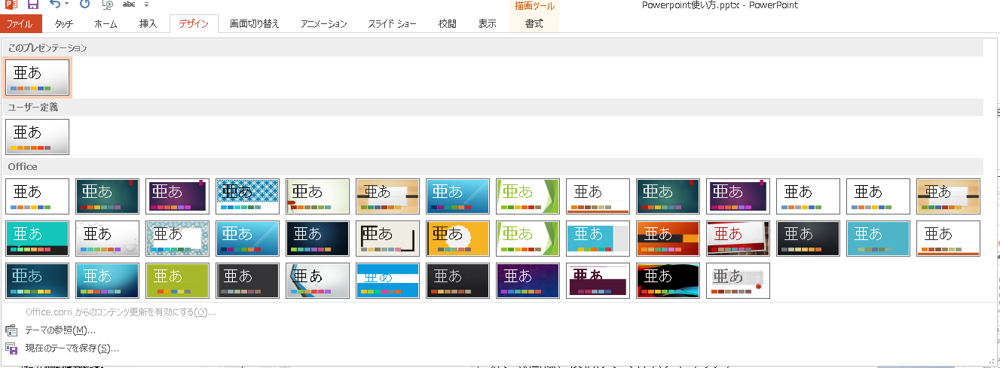 abc
描画ツール
Powerpoint使い方.pptx - PowerPoint
ファイル タッチ ホーム 挿入 デザイン 画面切り替え アニメーション スライド ショー 校閲 表示 書式
このプレゼンテーション
亜あ
ユーザー定義
亜あ
Office
亜あ 亜あ 亜あ 亜あ 亜あ 亜あ 亜あ 亜あ 亜あ 亜あ 亜あ 亜あ 亜あ 亜あ
亜あ 亜あ 亜あ 亜あ 亜あ 亜あ 亜あ 亜あ 亜あ 亜あ 亜あ 亜あ 亜あ 亜あ
亜あ 亜あ 亜あ 亜あ 亜あ 亜あ 亜あ 亜あ 亜あ 亜あ 亜あ
Office.com からのコンテンツ更新を有効にする(O)...
テーマの参照(M)...
現在のテーマを保存(S)...